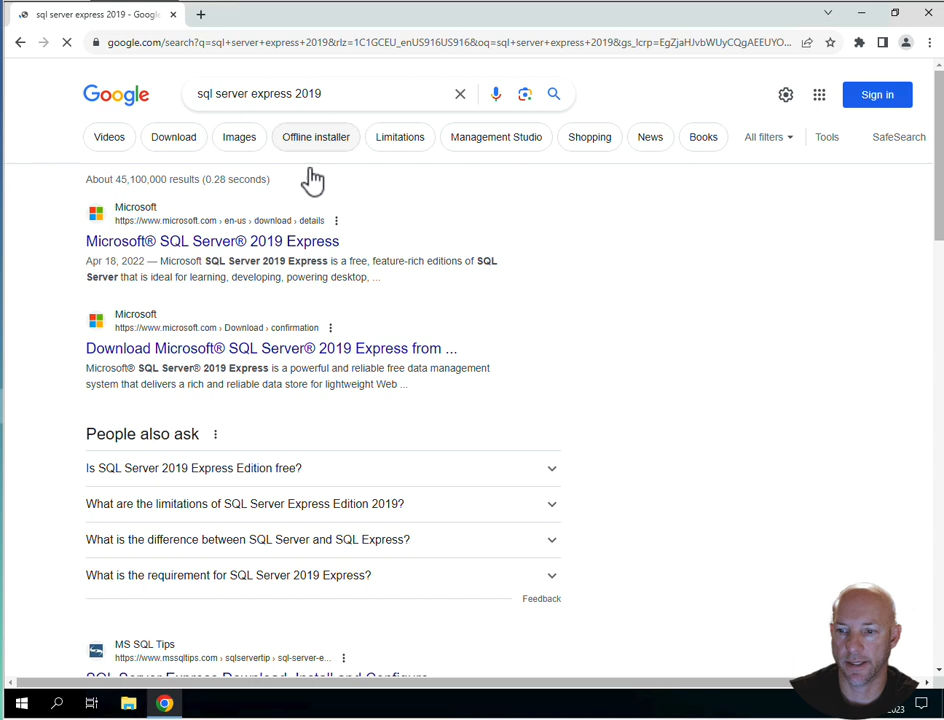 sql server express 2019 - Google
google.com/search?q=sql+server+express+2019&rlz=1C1GCEU_enUS916US916&oq=sql+server+express+2019&gs_lcrp=EgZjaHJvbWUyCQgAEEUYO...
Google
sql server express 2019
Sign in
Videos
Download
Images
Offline installer
Limitations
Management Studio
Shopping
News
Books
All filters
Tools
SafeSearch
About 45,100,000 results (0.28 seconds)
Microsoft
https://www.microsoft.com › en-us › download › details
Microsoft® SQL Server® 2019 Express
Apr 18, 2022 — Microsoft SQL Server 2019 Express is a free, feature-rich editions of SQL
Server that is ideal for learning, developing, powering desktop, ...
Microsoft
https://www.microsoft.com › Download › confirmation
Download Microsoft® SQL Server® 2019 Express from ...
Microsoft® SQL Server® 2019 Express is a powerful and reliable free data management
system that delivers a rich and reliable data store for lightweight Web ...
People also ask
Is SQL Server 2019 Express Edition free?
What are the limitations of SQL Server Express Edition 2019?
What is the difference between SQL Server and SQL Express?
What is the requirement for SQL Server 2019 Express?
Feedback
MS SQL Tips
https://www.mssqltips.com › sqlservertip › sql-server-e...
SQL Server Express Download, Install and Configure